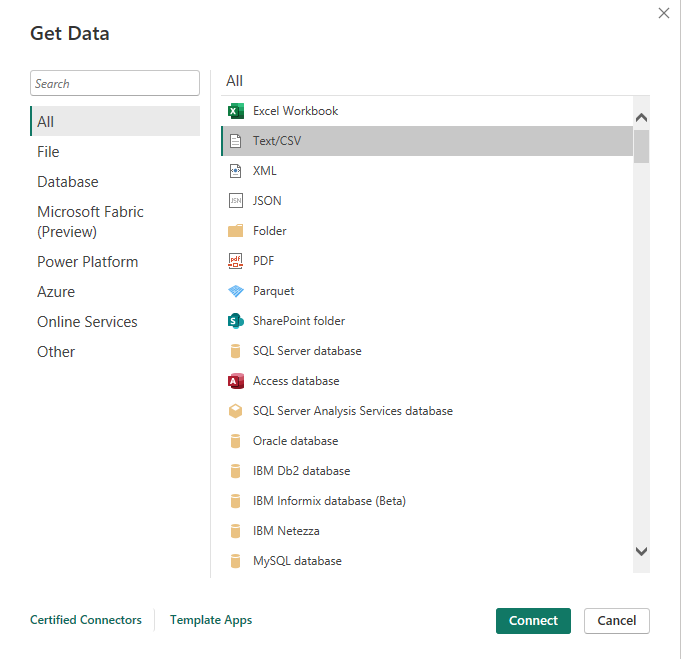 Get Data
Search
All
File
Database
Microsoft Fabric
(Preview)
Power Platform
Azure
Online Services
Other
All
Excel Workbook
Text/CSV
XML
JSON
Folder
PDF
Parquet
SharePoint folder
SQL Server database
Access database
SQL Server Analysis Services database
Oracle database
IBM Db2 database
IBM Informix database (Beta)
IBM Netezza
MySQL database
Certified Connectors
Template Apps
Connect
Cancel